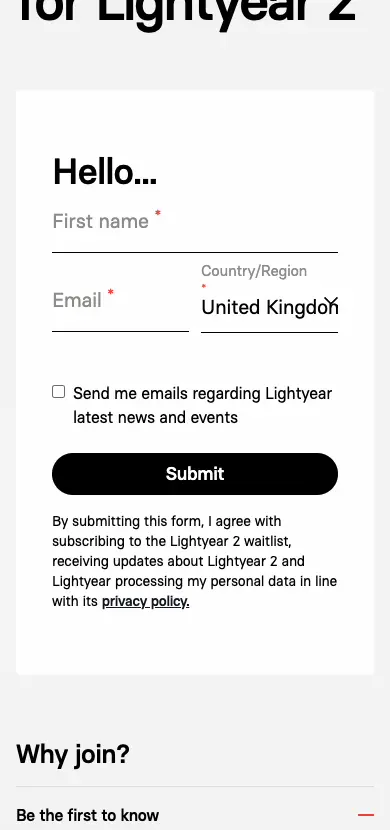 for Lightyear 2
Hello...
First name *
Country/Region
*
Email *
United Kingdom
Send me emails regarding Lightyear
latest news and events
Submit
By submitting this form, I agree with
subscribing to the Lightyear 2 waitlist,
receiving updates about Lightyear 2 and
Lightyear processing my personal data in line
with its privacy policy.
Why join?
Be the first to know